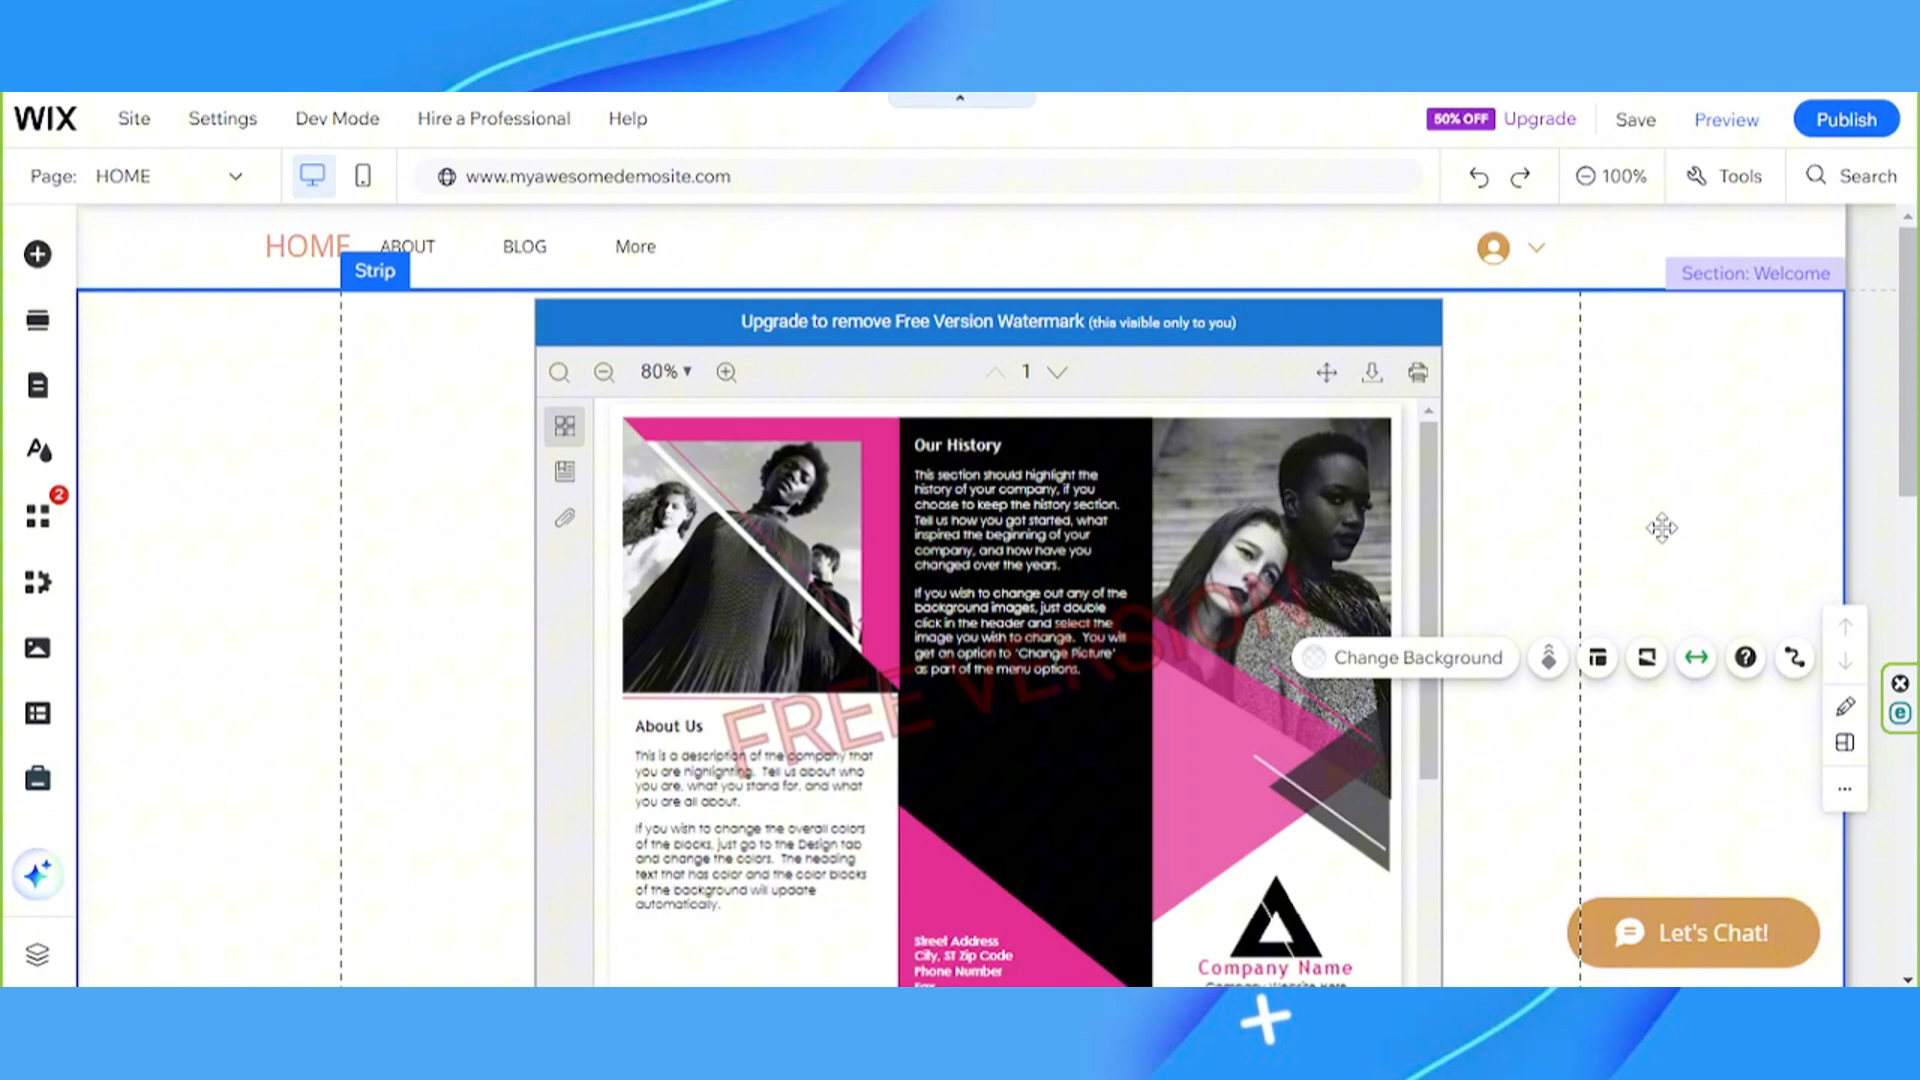 WIX Site Settings Dev Mode Hire a Professional Help 50% OFF Upgrade Save Preview Publish
Page: HOME www.myawesomedemosite.com 100% Tools Search
HOME ABOUT BLOG More
Strip
Section: Welcome
Upgrade to remove Free Version Watermark (this visible only to you)
80% 1
2
Our History
This section should highlight the
history of your company, if you
choose to keep the history section.
Tell us how you got started, what
inspired the beginning of your
company, and how have you
changed over the years.
If you wish to change out any of the
background images, just double
click in the header and select the
image you wish to change. You will
get an option to "Change Picture"
as part of the menu options.
FREE VERSION
Change Background
About Us
This is a description of the company that
you are highlighting. Tell us about who
you are, what you stand for, and what
you are all about.
If you wish to change the overall colors
of the blocks, just go to the Design tab
and change the colors. The heading
text that has color and the color blocks
of the background will update
automatically.
Street Address
City, ST Zip Code
Phone Number
Company Name
Company Website Here
Let's Chat!